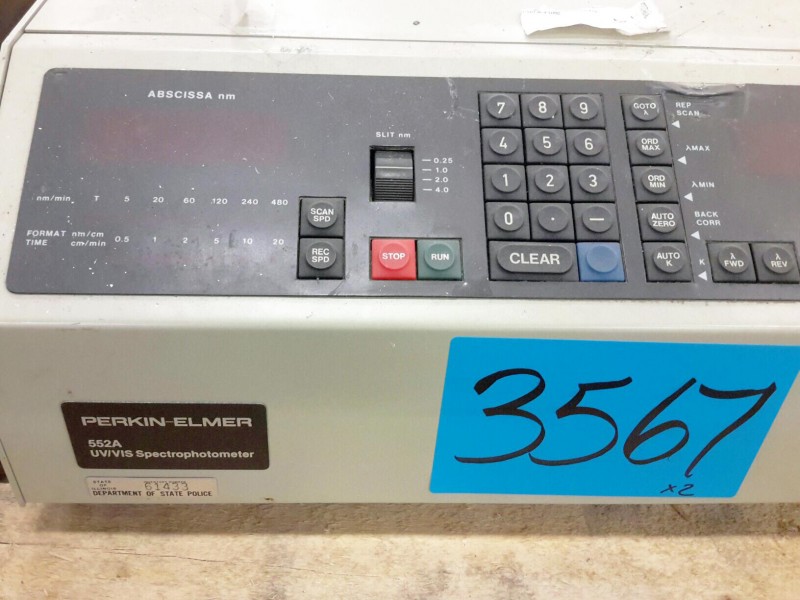 ABSCISSA nm
SLIT nm
0.25
1.0
2.0
4.0
nm/min. T 5 20 60 120 240 480
FORMAT nm/cm
TIME cm/min 0.5 1 2 5 10 20
SCAN SPD
REC SPD
STOP RUN
7 8 9
4 5 6
1 2 3
0 · —
CLEAR
GOTO λ
ORD MAX
ORD MIN
AUTO ZERO
AUTO K
REP SCAN
λMAX
λMIN
BACK CORR
K
λ FWD
λ REV
PERKIN-ELMER
552A
UV/VIS Spectrophotometer
STATE OF ILLINOIS
61433
DEPARTMENT OF STATE POLICE
3567
x2